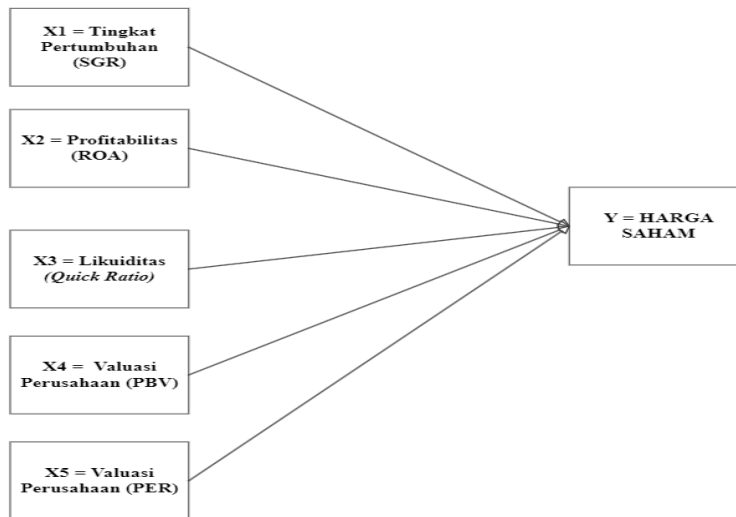 X1 = Tingkat
Pertumbuhan
(SGR)
X2 = Profitabilitas
(ROA)
X3 = Likuiditas
(Quick Ratio)
X4 = Valuasi
Perusahaan (PBV)
X5 = Valuasi
Perusahaan (PER)
Y = HARGA
SAHAM